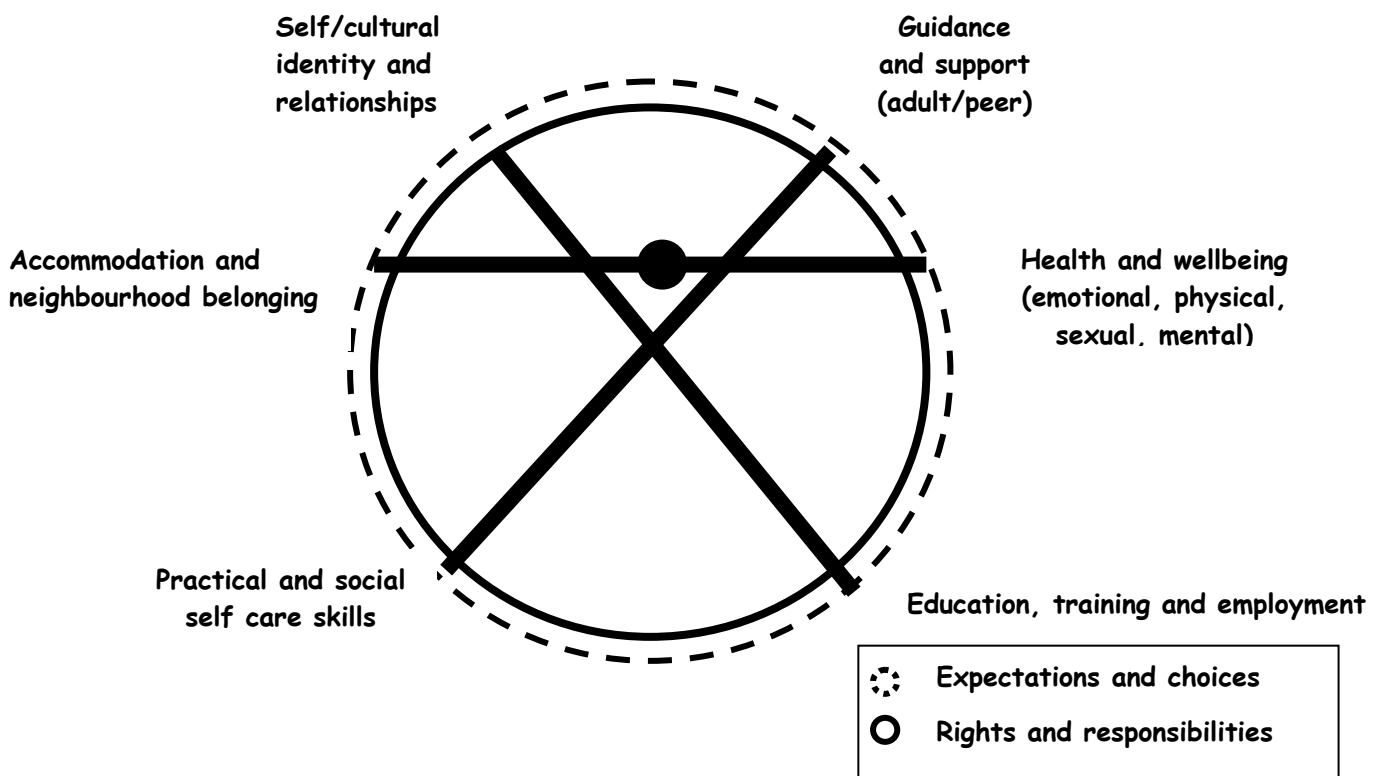 Self/cultural
identity and
relationships
Guidance
and support
(adult/peer)
Accommodation and
neighbourhood belonging
Health and wellbeing
(emotional, physical,
sexual, mental)
Practical and social
self care skills
Education, training and employment
Expectations and choices
Rights and responsibilities